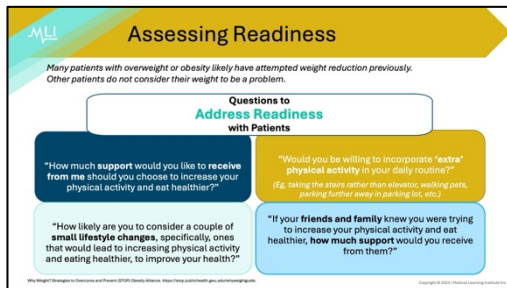 MLI
Assessing Readiness
Many patients with overweight or obesity likely have attempted weight reduction previously.
Other patients do not consider their weight to be a problem.
Questions to
Address Readiness
with Patients
"How much support would you like to receive
from me should you choose to increase your
physical activity and eat healthier?"
"Would you be willing to incorporate 'extra'
physical activity in your daily routine?"
(Eg, taking the stairs rather than elevator, walking pets,
parking further away in parking lot, etc.)
"How likely are you to consider a couple of
small lifestyle changes, specifically, ones
that would lead to increasing physical activity
and eating healthier, to improve your health?"
"If your friends and family knew you were trying
to increase your physical activity and eat
healthier, how much support would you receive
from them?"
Why Weight? Strategies to Overcome and Prevent (STOP) Obesity Alliance. https://stop.publichealth.gwu.edu/whyweightguide.
Copyright © 2024 | Medical Learning Institute Inc.